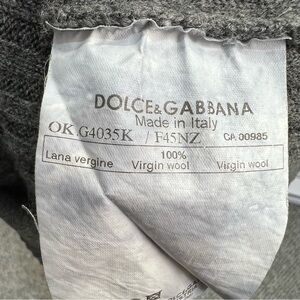 DOLCE&GABBANA
Made in Italy
OK.G4035K / F45NZ CA 00985
100%
Lana vergine Virgin wool Virgin wool